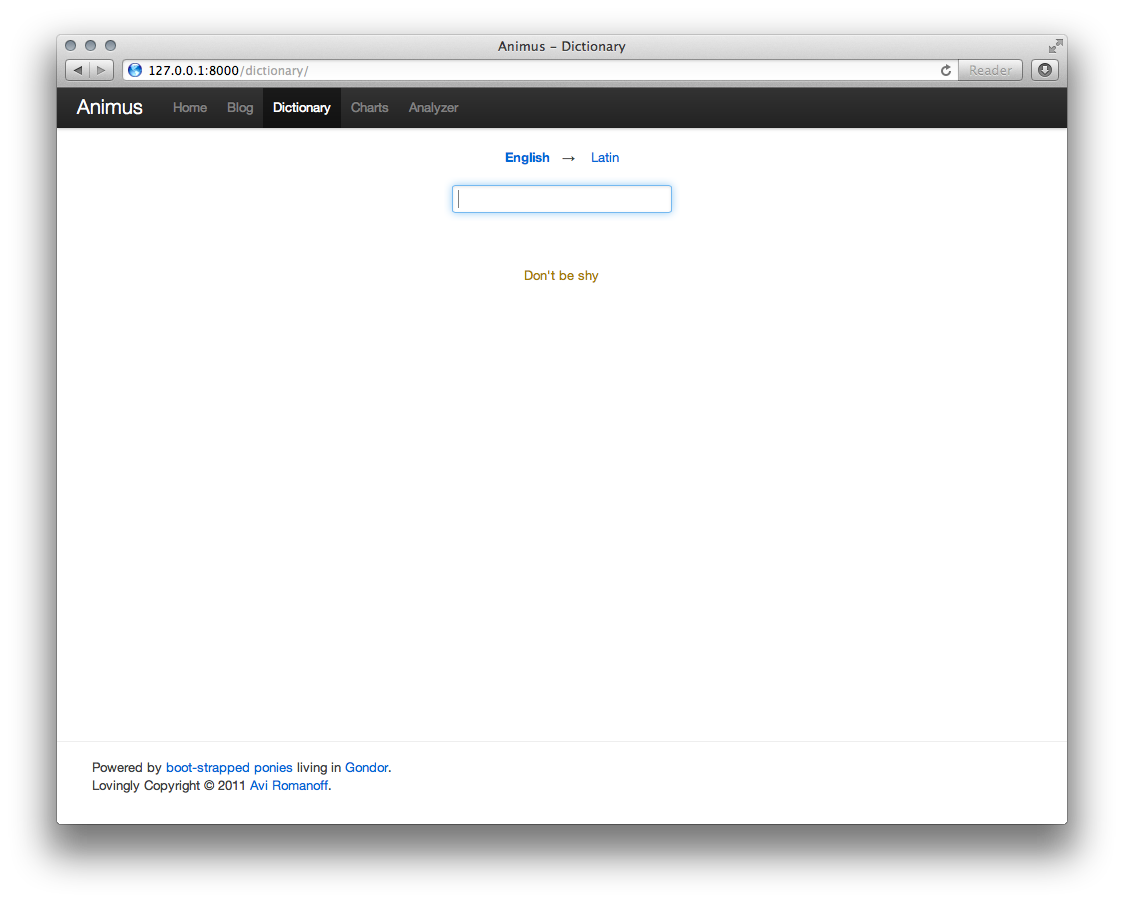 Animus – Dictionary
127.0.0.1:8000/dictionary/ Reader
Animus Home Blog Dictionary Charts Analyzer
English → Latin
Don't be shy
Powered by boot-strapped ponies living in Gondor.
Lovingly Copyright © 2011 Avi Romanoff.